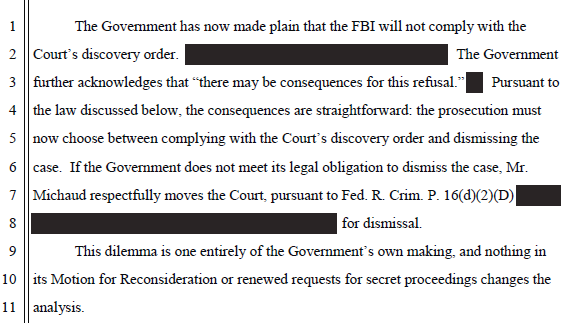 1 The Government has now made plain that the FBI will not comply with the
2 Court’s discovery order. The Government
3 further acknowledges that “there may be consequences for this refusal.” Pursuant to
4 the law discussed below, the consequences are straightforward: the prosecution must
5 now choose between complying with the Court’s discovery order and dismissing the
6 case. If the Government does not meet its legal obligation to dismiss the case, Mr.
7 Michaud respectfully moves the Court, pursuant to Fed. R. Crim. P. 16(d)(2)(D)
8 for dismissal.
9 This dilemma is one entirely of the Government’s own making, and nothing in
10 its Motion for Reconsideration or renewed requests for secret proceedings changes the
11 analysis.